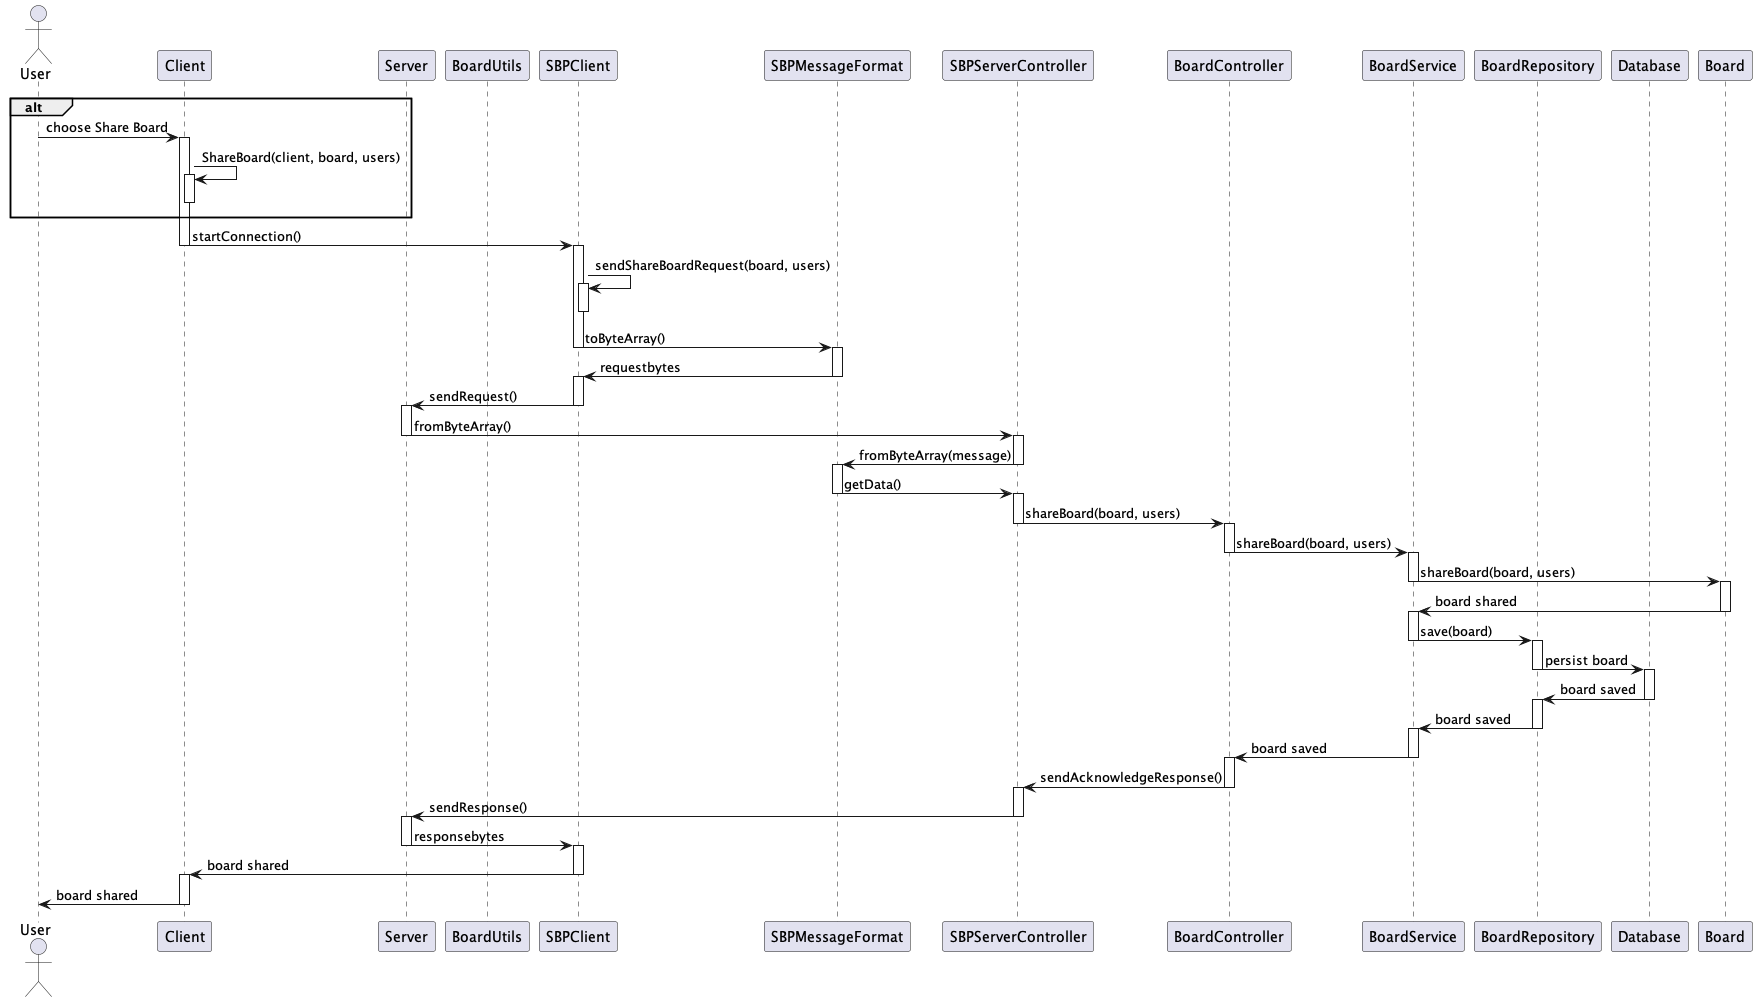 User
Client
Server
BoardUtils
SBPClient
SBPMessageFormat
SBPServerController
BoardController
BoardService
BoardRepository
Database
Board
alt
choose Share Board
ShareBoard(client, board, users)
startConnection()
sendShareBoardRequest(board, users)
toByteArray()
requestbytes
sendRequest()
fromByteArray()
fromByteArray(message)
getData()
shareBoard(board, users)
shareBoard(board, users)
shareBoard(board, users)
board shared
save(board)
persist board
board saved
board saved
board saved
sendAcknowledgeResponse()
sendResponse()
responsebytes
board shared
board shared
User
Client
Server
BoardUtils
SBPClient
SBPMessageFormat
SBPServerController
BoardController
BoardService
BoardRepository
Database
Board